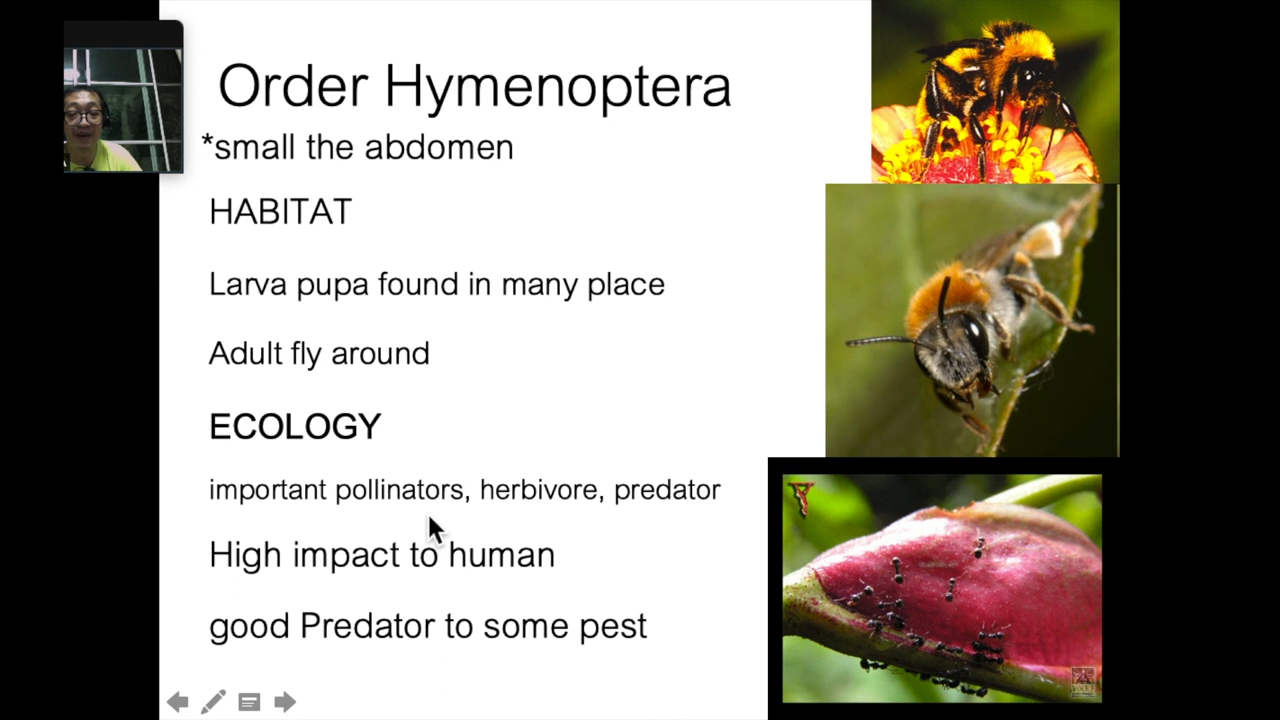 Order Hymenoptera
*small the abdomen
HABITAT
Larva pupa found in many place
Adult fly around
ECOLOGY
important pollinators, herbivore, predator
High impact to human
good Predator to some pest